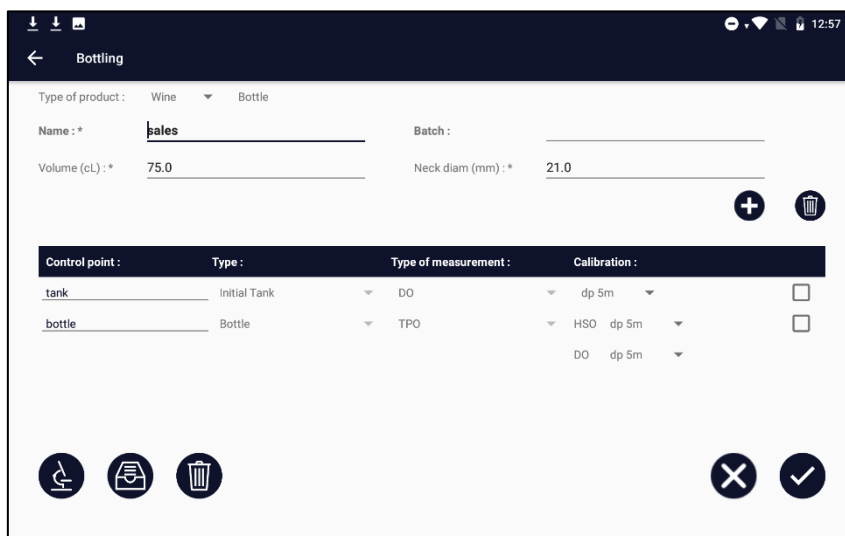 12:57
Bottling
Type of product : Wine Bottle
Name : * sales Batch :
Volume (cL) : * 75.0 Neck diam (mm) : * 21.0
Control point : Type : Type of measurement : Calibration :
tank Initial Tank DO dp 5m
bottle Bottle TPO HSO dp 5m
DO dp 5m